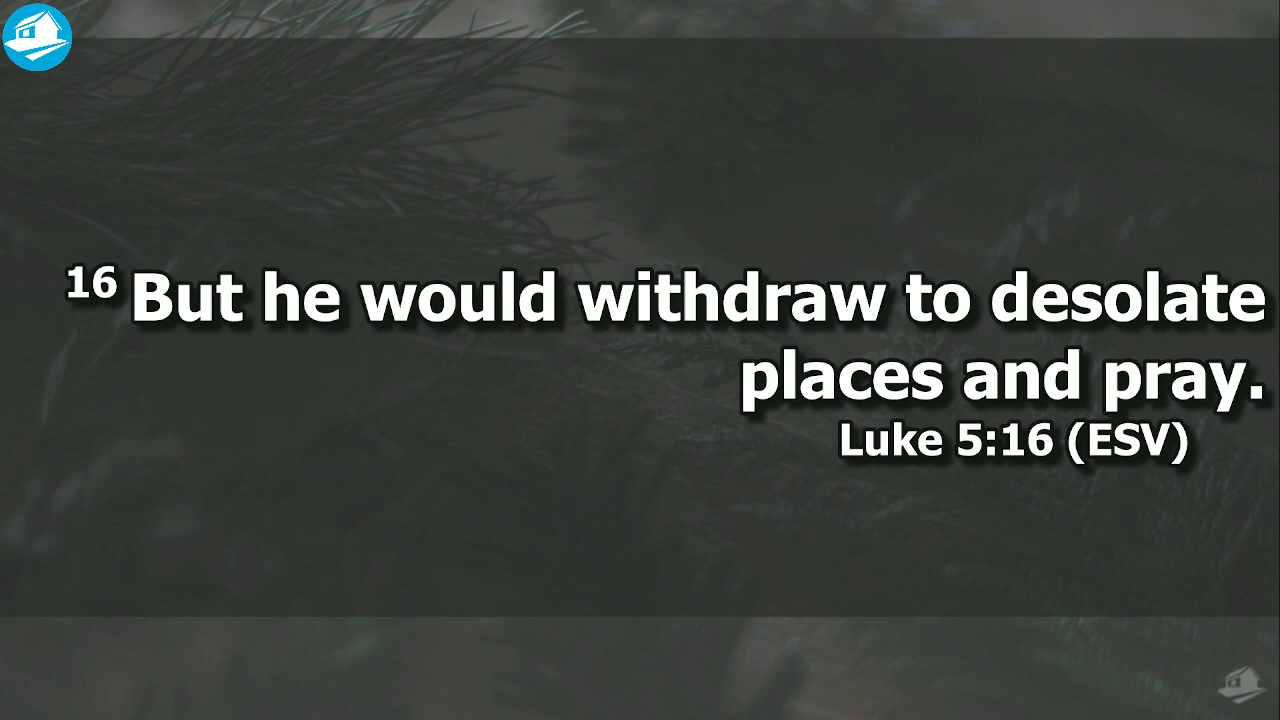 16 But he would withdraw to desolate
places and pray.
Luke 5:16 (ESV)